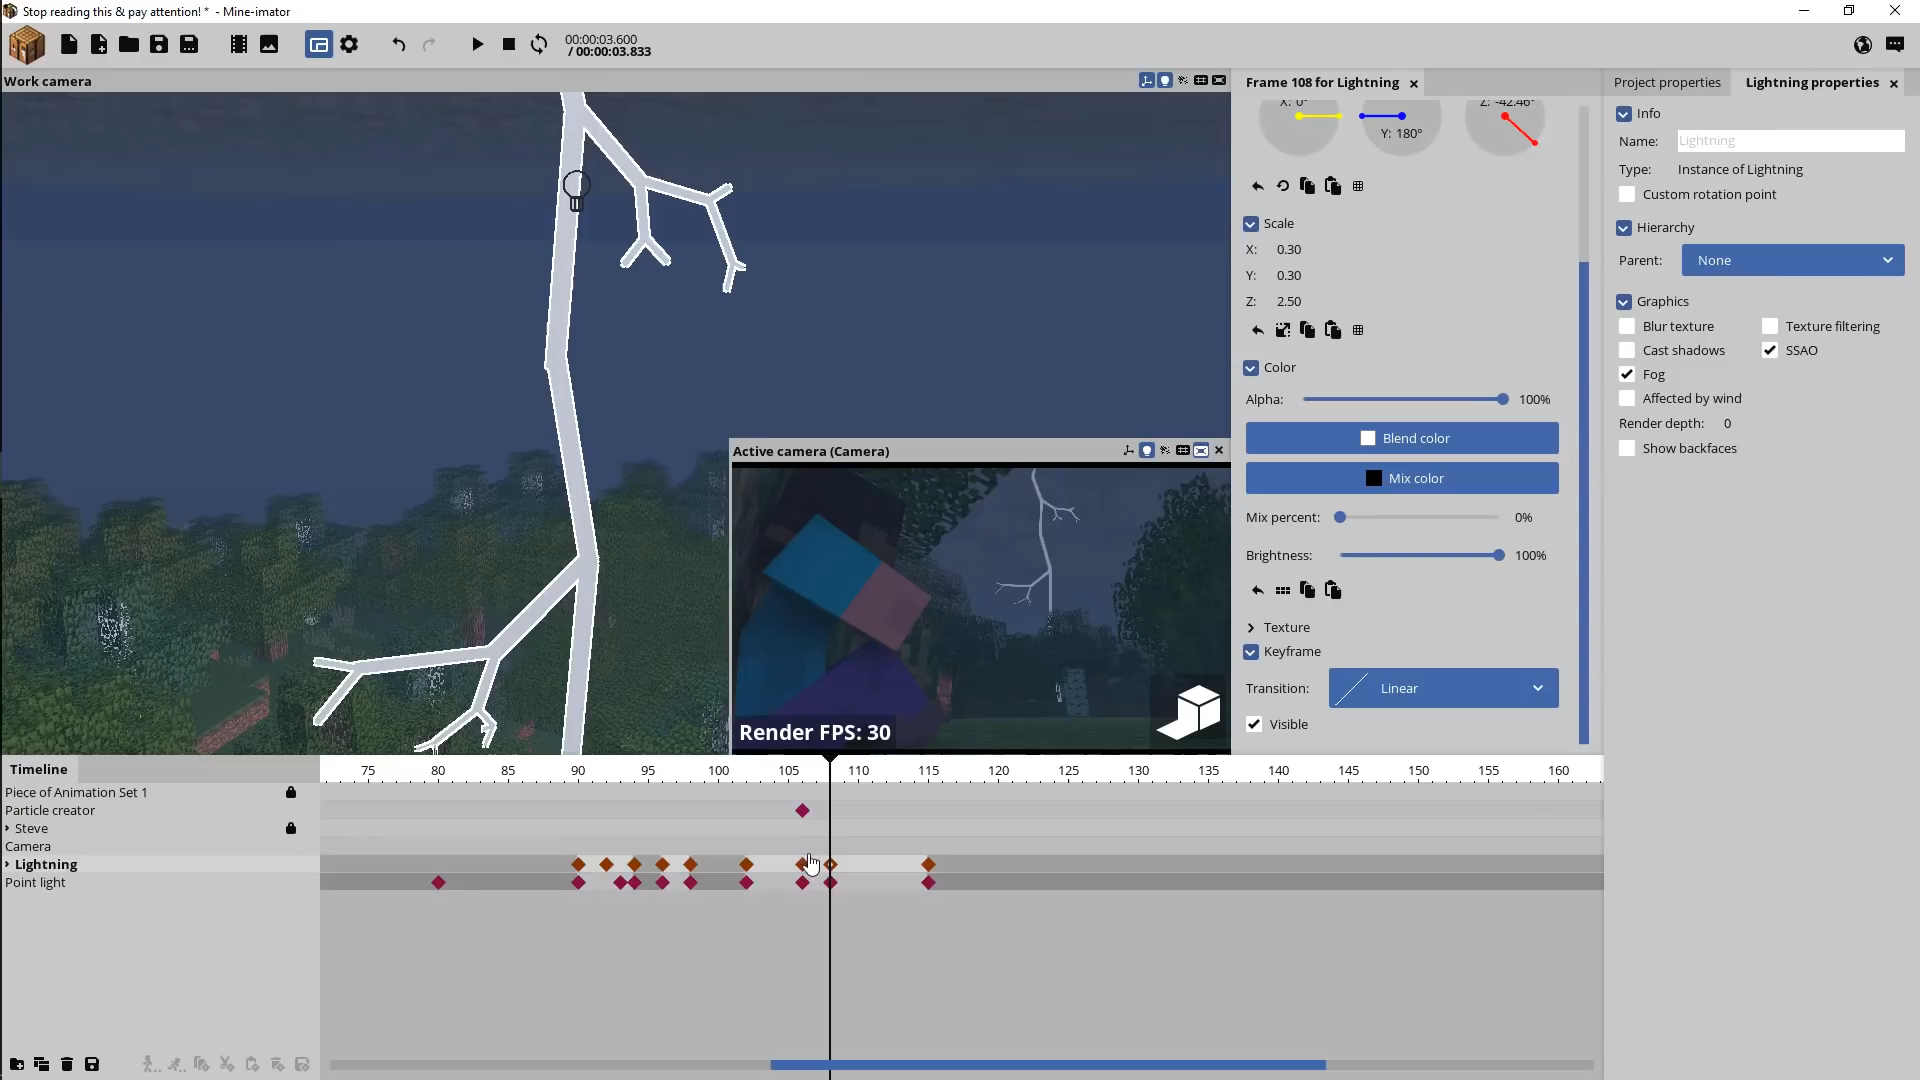 Stop reading this & pay attention! * - Mine-imator
00:00:03.600
/ 00:00:03.833
Work camera
Active camera (Camera)
Render FPS: 30
Frame 108 for Lightning
X: 0°
Y: 180°
Z: -42.46°
Scale
X: 0.30
Y: 0.30
Z: 2.50
Color
Alpha: 100%
Blend color
Mix color
Mix percent: 0%
Brightness: 100%
Texture
Keyframe
Transition: Linear
Visible
Project properties
Lightning properties
Info
Name: Lightning
Type: Instance of Lightning
Custom rotation point
Hierarchy
Parent: None
Graphics
Blur texture
Texture filtering
Cast shadows
SSAO
Fog
Affected by wind
Render depth: 0
Show backfaces
Timeline
75 80 85 90 95 100 105 110 115 120 125 130 135 140 145 150 155 160
Piece of Animation Set 1
Particle creator
Steve
Camera
Lightning
Point light